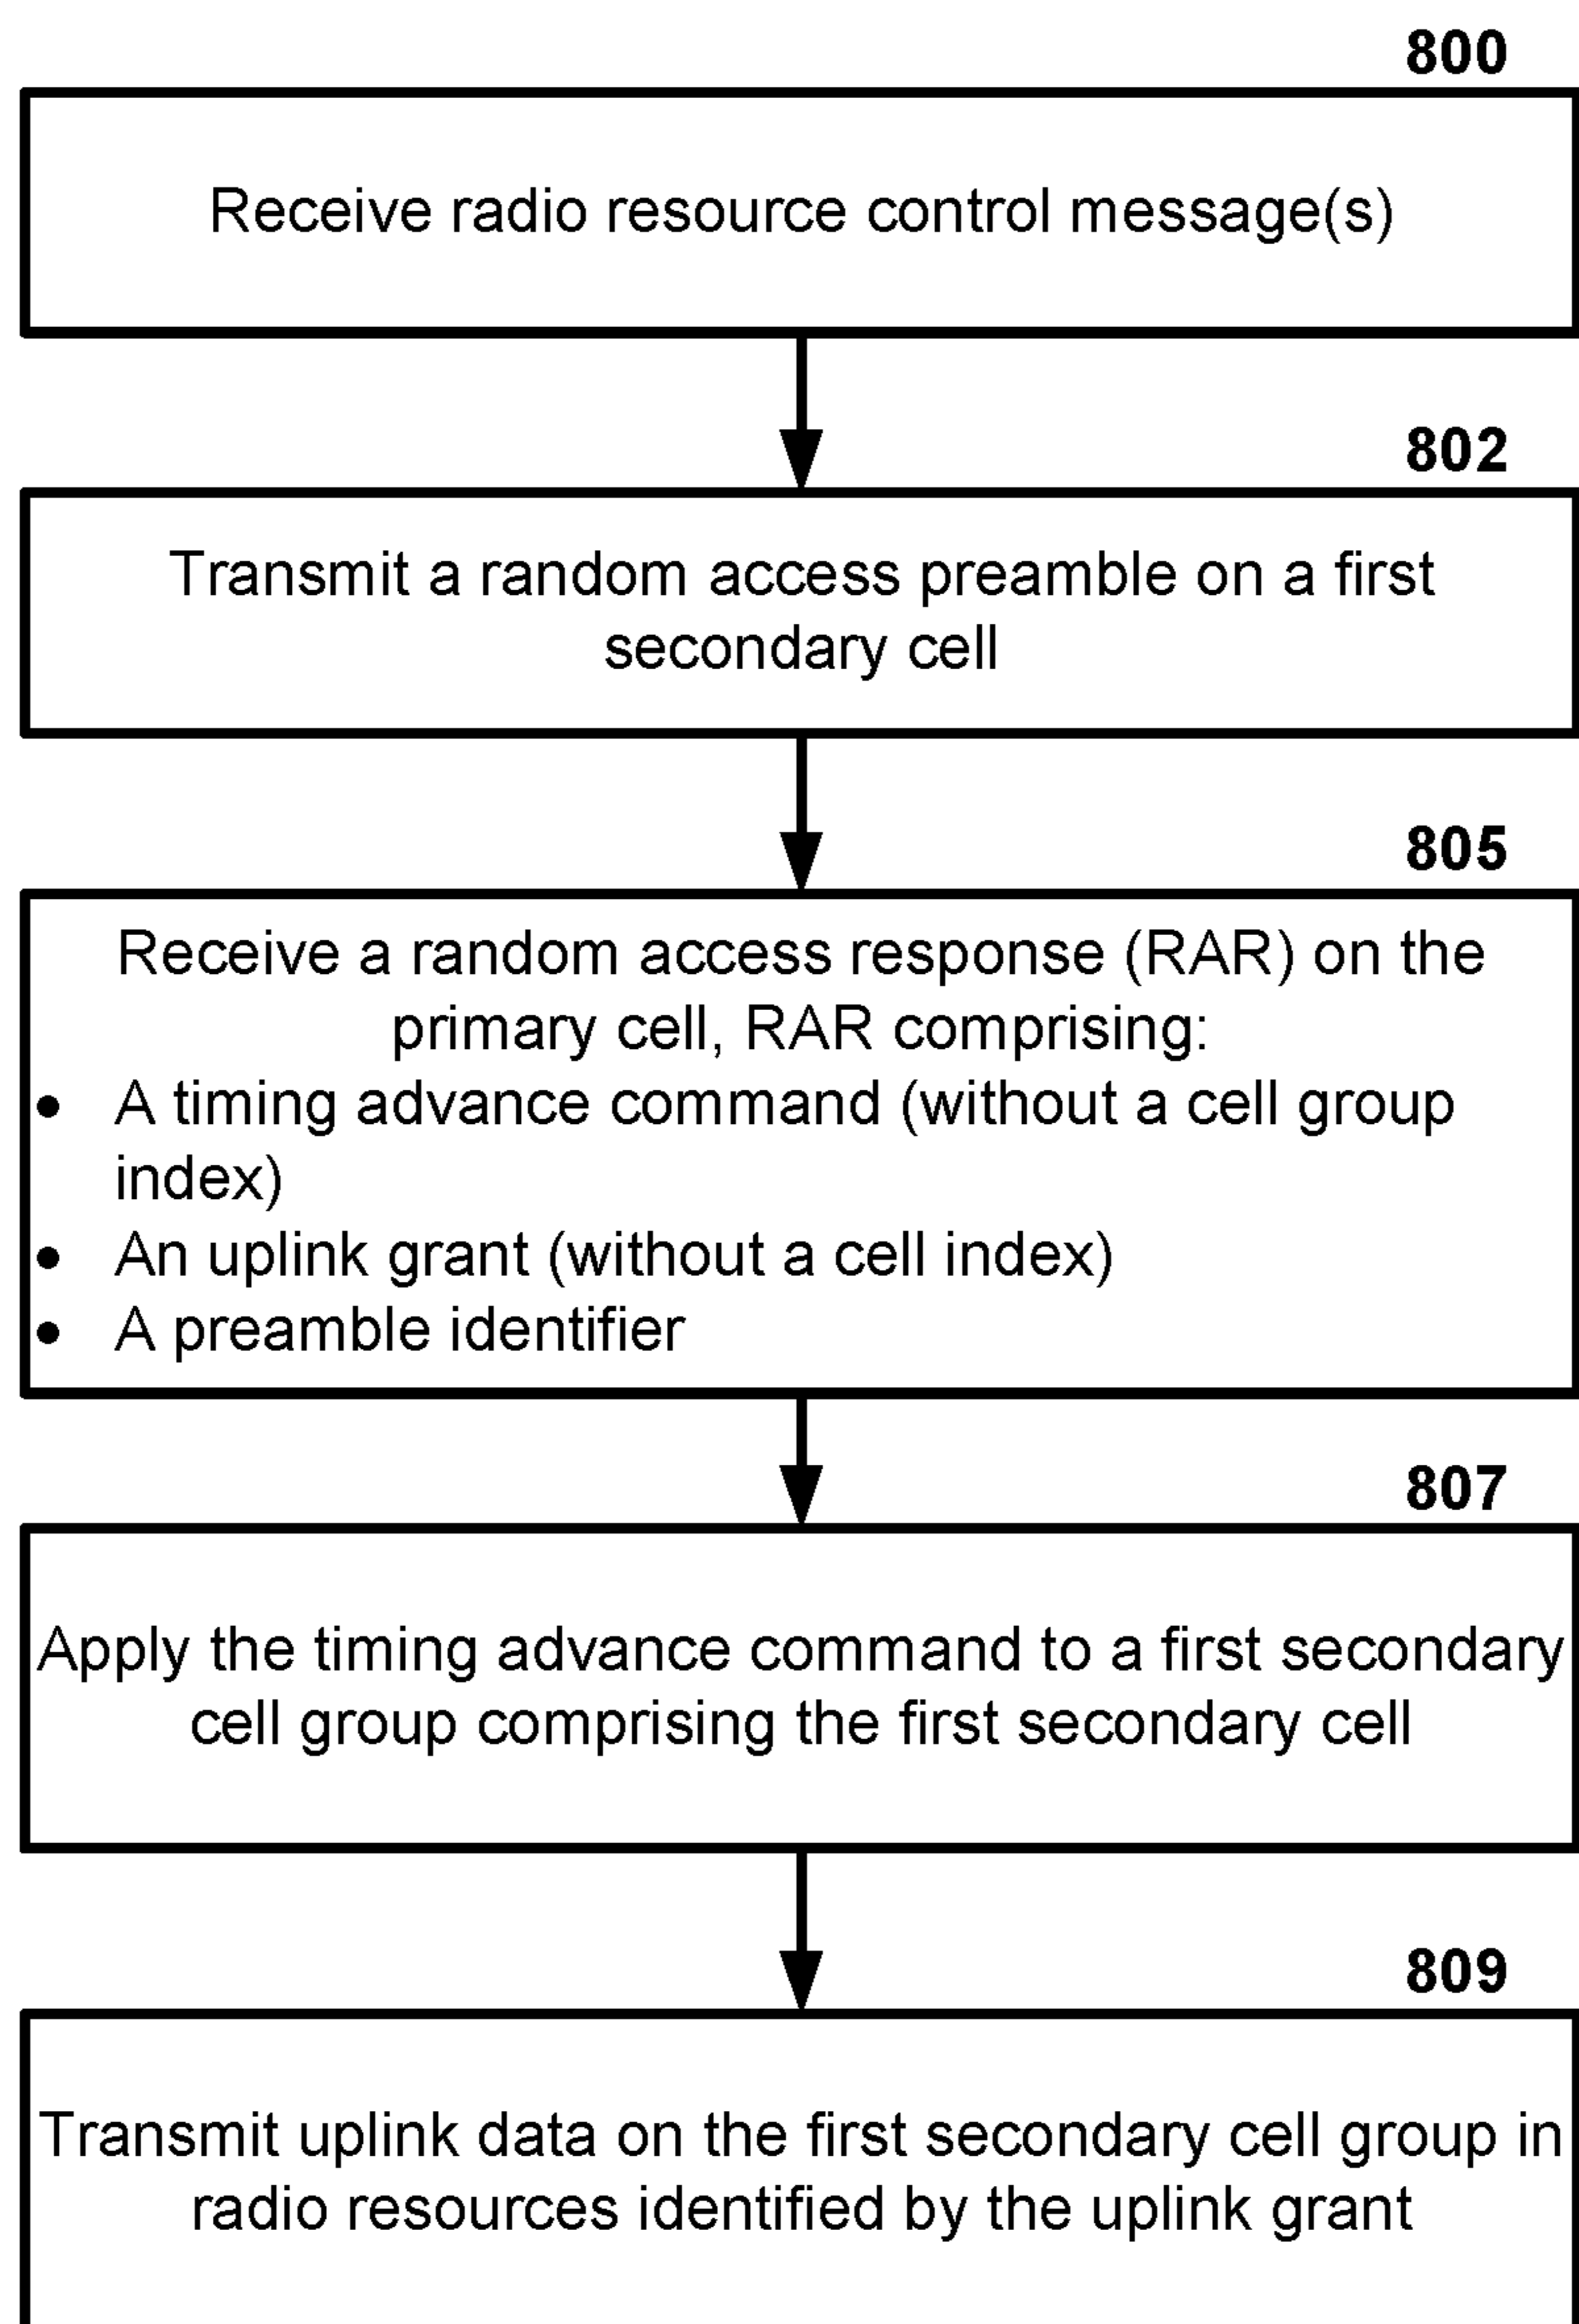 800
Receive radio resource control message(s)
802
Transmit a random access preamble on a first
secondary cell
805
Receive a random access response (RAR) on the
primary cell, RAR comprising:
• A timing advance command (without a cell group
index)
• An uplink grant (without a cell index)
• A preamble identifier
807
Apply the timing advance command to a first secondary
cell group comprising the first secondary cell
809
Transmit uplink data on the first secondary cell group in
radio resources identified by the uplink grant